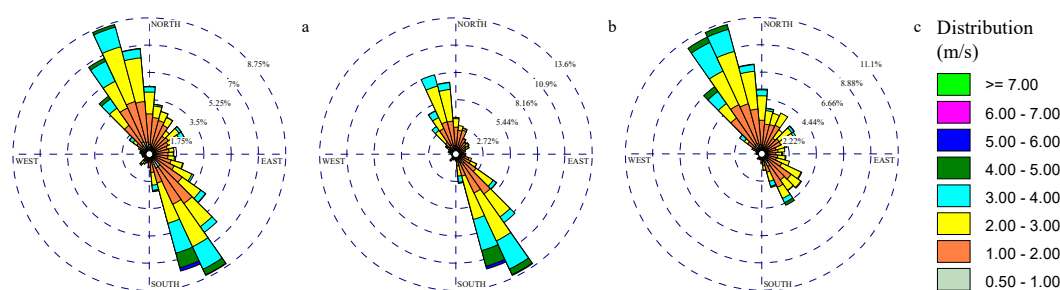 a
NORTH
8.75%
7%
5.25%
3.5%
1.75%
WEST
EAST
SOUTH
b
NORTH
13.6%
10.9%
8.16%
5.44%
2.72%
WEST
EAST
SOUTH
c
NORTH
11.1%
8.88%
6.66%
4.44%
2.22%
WEST
EAST
SOUTH
Distribution
(m/s)
>= 7.00
6.00 - 7.00
5.00 - 6.00
4.00 - 5.00
3.00 - 4.00
2.00 - 3.00
1.00 - 2.00
0.50 - 1.00